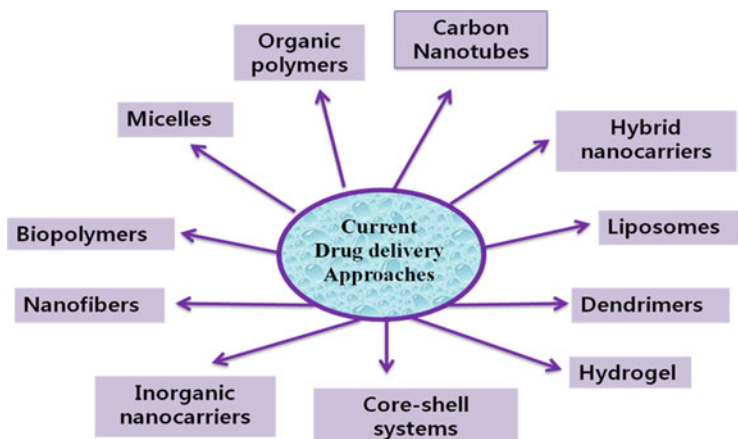 Carbon
Nanotubes
Organic
polymers
Micelles
Hybrid
nanocarriers
Current
Drug delivery
Approaches
Biopolymers
Liposomes
Nanofibers
Dendrimers
Inorganic
nanocarriers
Core-shell
systems
Hydrogel